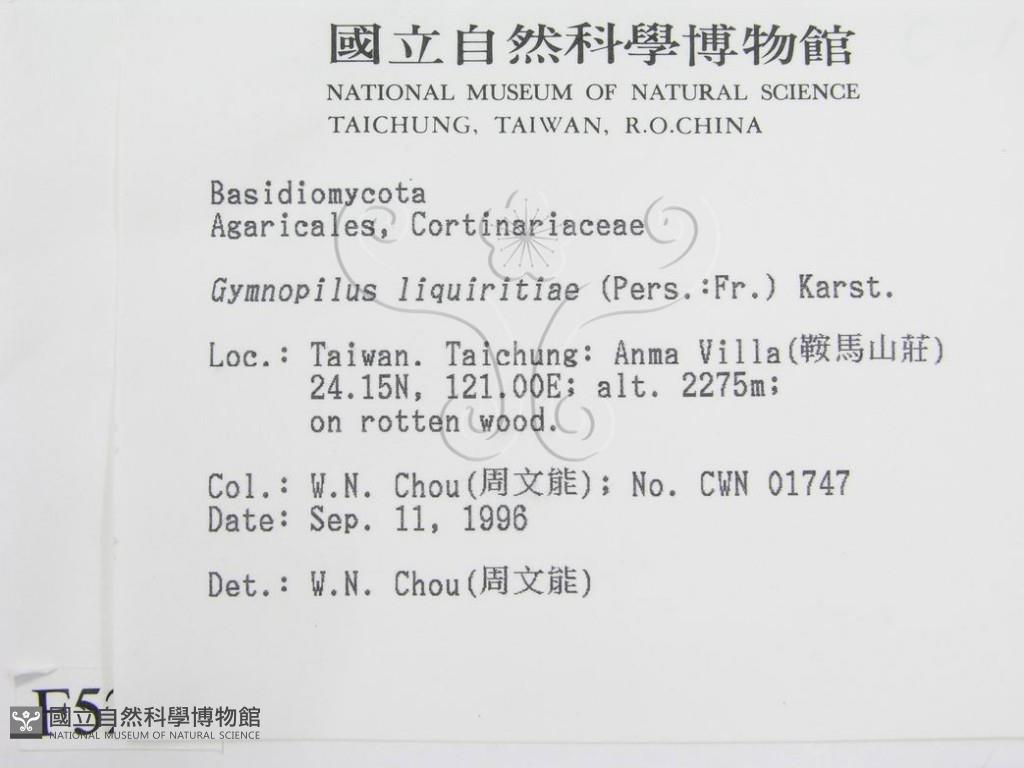 國立自然科學博物館
NATIONAL MUSEUM OF NATURAL SCIENCE
TAICHUNG, TAIWAN, R.O.CHINA
Basidiomycota
Agaricales, Cortinariaceae
Gymnopilus liquiritiae (Pers.:Fr.) Karst.
Loc.: Taiwan. Taichung: Anma Villa(鞍馬山莊)
24.15N, 121.00E; alt. 2275m;
on rotten wood.
Col.: W.N. Chou(周文能); No. CWN 01747
Date: Sep. 11, 1996
Det.: W.N. Chou(周文能)
國立自然科學博物館
NATIONAL MUSEUM OF NATURAL SCIENCE